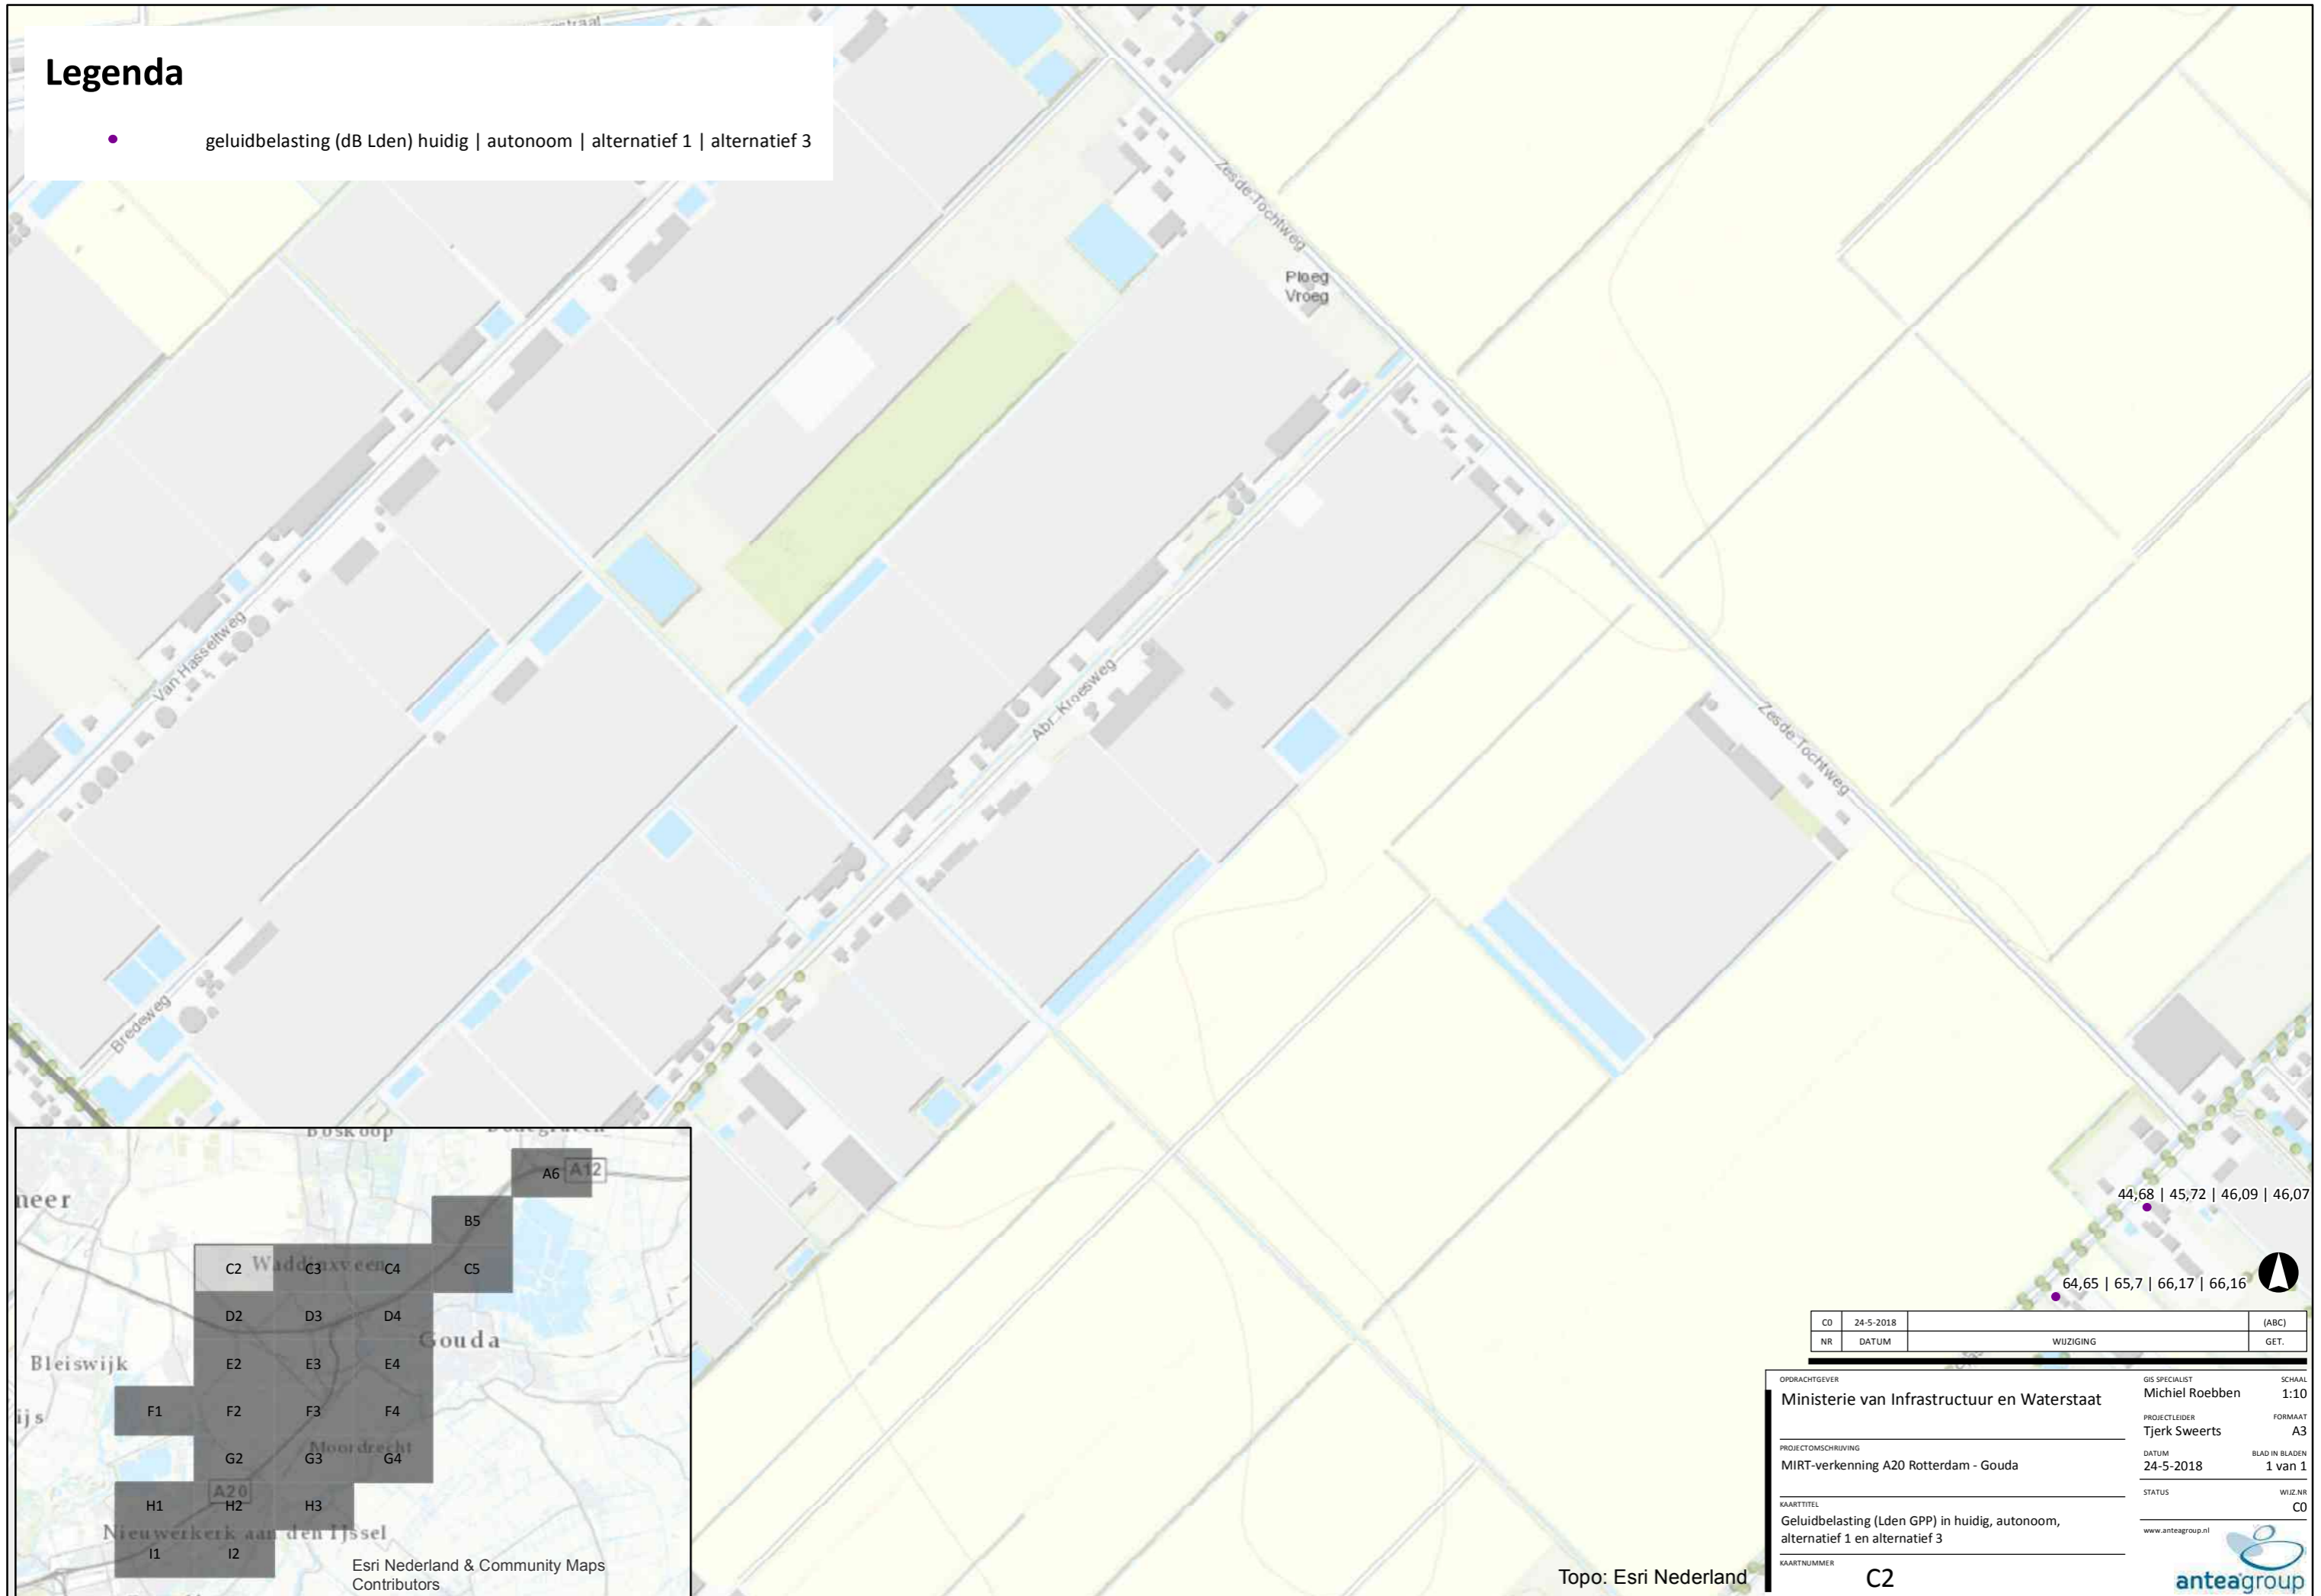 Legenda
geluidbelasting (dB Lden) huidig | autonoom | alternatief 1 | alternatief 3
Zesde Tochtweg
Ploeg
Vroeg
Van Hasseltweg
Abr. Kroesweg
Zesde Tochtweg
Bredeweg
44,68 | 45,72 | 46,09 | 46,07
64,65 | 65,7 | 66,17 | 66,16
Boskoop
A6 A12
neer
B5
C2 Waddinxveen C3 C4 C5
D2 D3 D4
Gouda
Bleiswijk
E2 E3 E4
ijs
F1 F2 F3 F4
Moordrecht
G2 G3 G4
A20
H1 H2 H3
Nieuwerkerk aan den IJssel
I1 I2
Esri Nederland & Community Maps
Contributors
Topo: Esri Nederland
C0 24-5-2018 (ABC)
NR DATUM WIJZIGING GET.
OPDRACHTGEVER
Ministerie van Infrastructuur en Waterstaat
GIS SPECIALIST
Michiel Roebben
SCHAAL
1:10
PROJECTLEIDER
Tjerk Sweerts
FORMAAT
A3
PROJECTOMSCHRIJVING
MIRT-verkenning A20 Rotterdam - Gouda
DATUM
24-5-2018
BLAD IN BLADEN
1 van 1
STATUS
WIJZ.NR
C0
KAARTTITEL
Geluidbelasting (Lden GPP) in huidig, autonoom,
alternatief 1 en alternatief 3
www.anteagroup.nl
KAARTNUMMER
C2
anteagroup